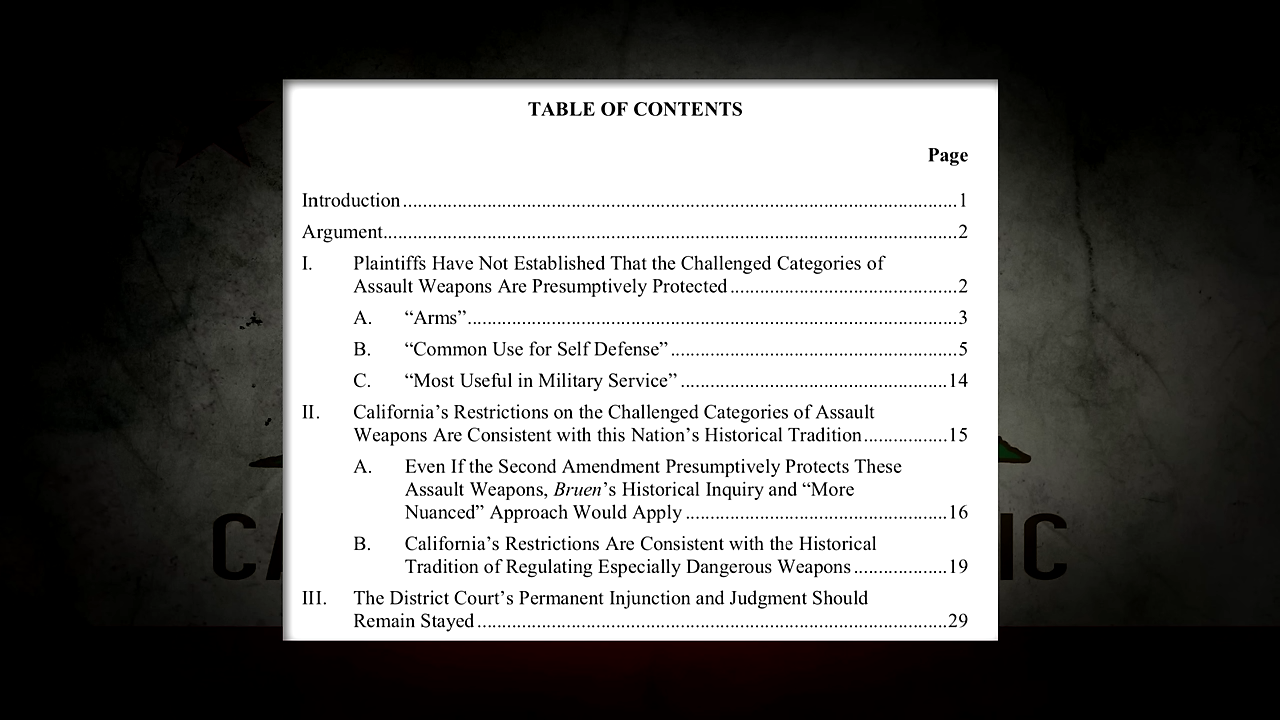 TABLE OF CONTENTS
Page
Introduction........................................................................................................1
Argument............................................................................................................2
I. Plaintiffs Have Not Established That the Challenged Categories of
Assault Weapons Are Presumptively Protected............................................2
A. “Arms”...............................................................................................3
B. “Common Use for Self Defense”........................................................5
C. “Most Useful in Military Service”....................................................14
II. California’s Restrictions on the Challenged Categories of Assault
Weapons Are Consistent with this Nation’s Historical Tradition................15
A. Even If the Second Amendment Presumptively Protects These
Assault Weapons, Bruen’s Historical Inquiry and “More
Nuanced” Approach Would Apply...................................................16
B. California’s Restrictions Are Consistent with the Historical
Tradition of Regulating Especially Dangerous Weapons..................19
III. The District Court’s Permanent Injunction and Judgment Should
Remain Stayed...........................................................................................29
CA
IC